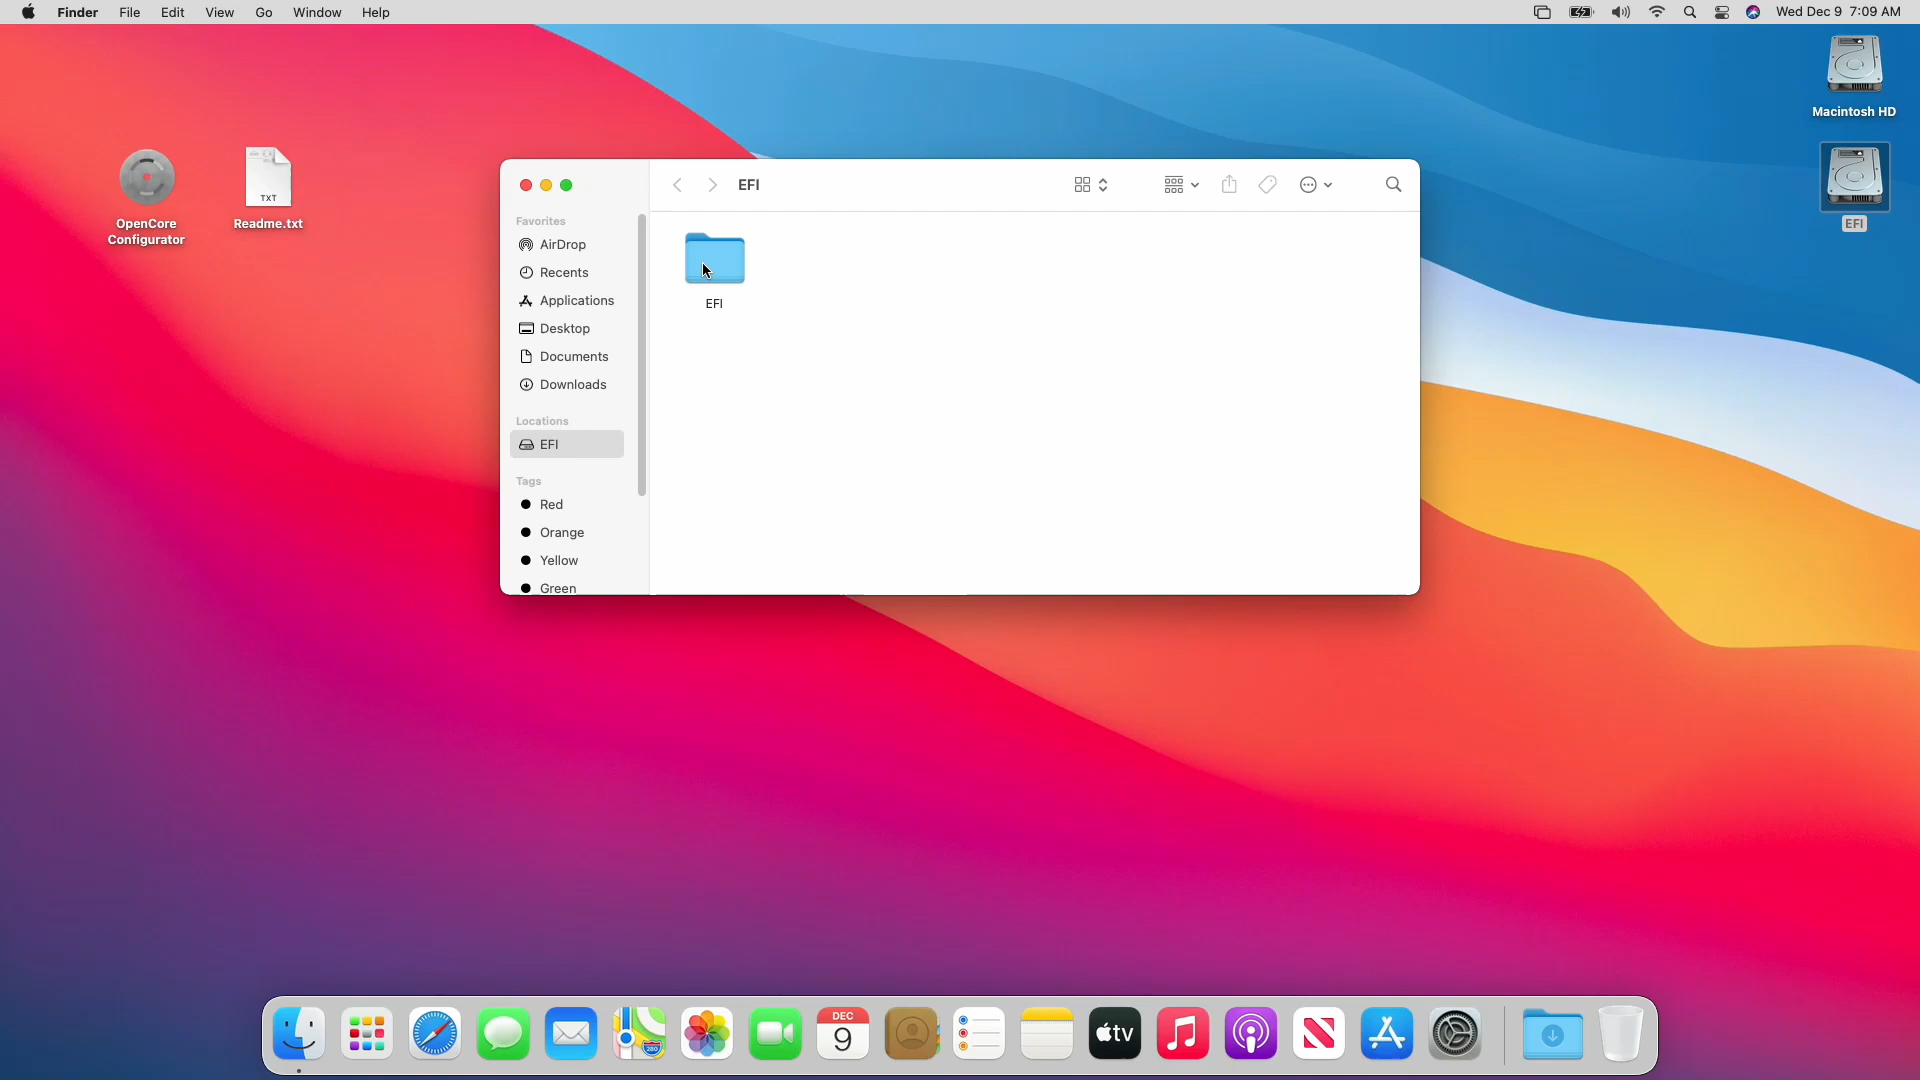 Finder File Edit View Go Window Help Wed Dec 9 7:09 AM
Macintosh HD
EFI
OpenCore
Configurator
TXT
Readme.txt
EFI
Favorites
AirDrop
Recents
Applications
Desktop
Documents
Downloads
Locations
EFI
Tags
Red
Orange
Yellow
Green
EFI
280
DEC
9
tv